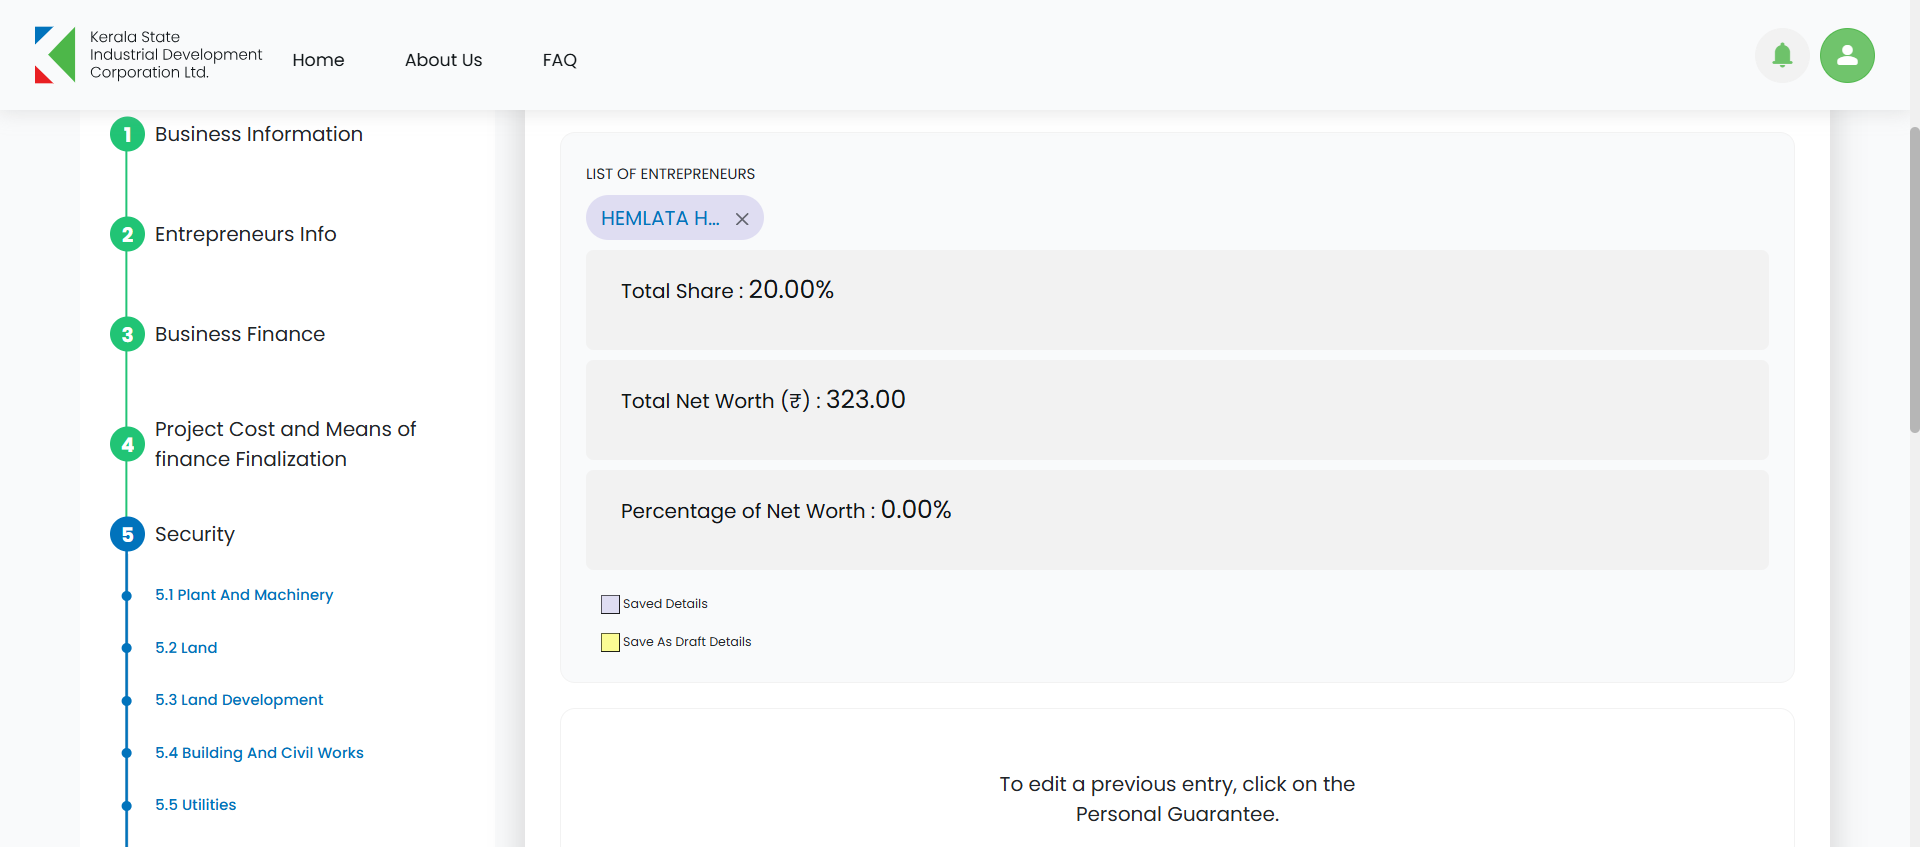 Kerala State
Industrial Development
Corporation Ltd.
Home
About Us
FAQ
1 Business Information
2 Entrepreneurs Info
3 Business Finance
4 Project Cost and Means of
finance Finalization
5 Security
5.1 Plant And Machinery
5.2 Land
5.3 Land Development
5.4 Building And Civil Works
5.5 Utilities
LIST OF ENTREPRENEURS
HEMLATA H...
Total Share : 20.00%
Total Net Worth (₹) : 323.00
Percentage of Net Worth : 0.00%
Saved Details
Save As Draft Details
To edit a previous entry, click on the
Personal Guarantee.